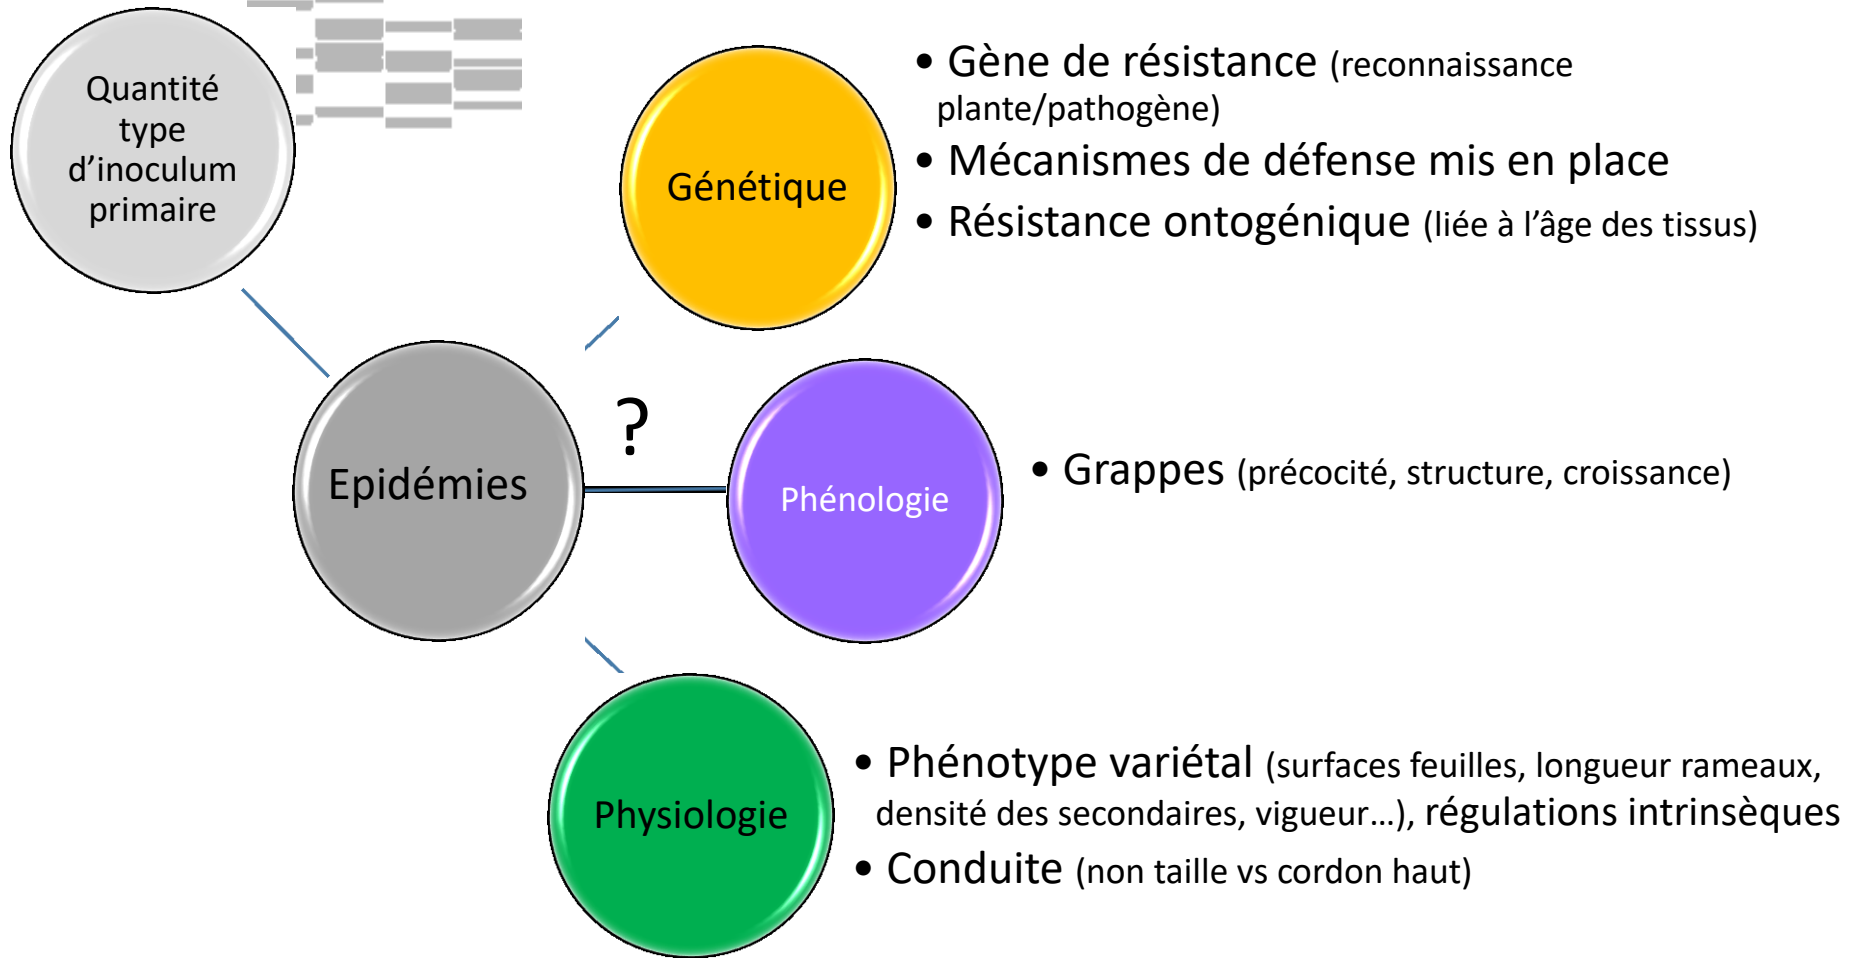 Quantité
type
d’inoculum
primaire
Génétique
• Gène de résistance (reconnaissance
plante/pathogène)
• Mécanismes de défense mis en place
• Résistance ontogénique (liée à l’âge des tissus)
Epidémies
?
Phénologie
• Grappes (précocité, structure, croissance)
Physiologie
• Phénotype variétal (surfaces feuilles, longueur rameaux,
densité des secondaires, vigueur…), régulations intrinsèques
• Conduite (non taille vs cordon haut)